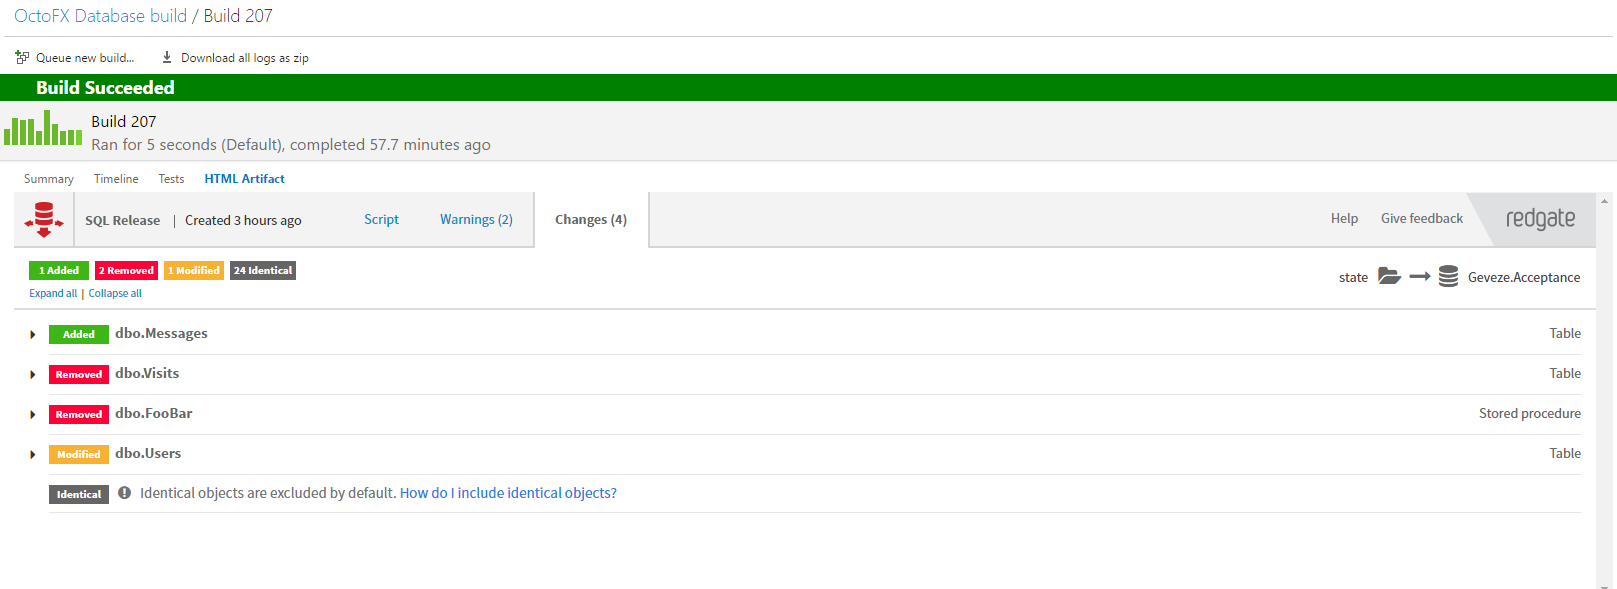 OctoFX Database build / Build 207
Queue new build... Download all logs as zip
Build Succeeded
Build 207
Ran for 5 seconds (Default), completed 57.7 minutes ago
Summary Timeline Tests HTML Artifact
SQL Release | Created 3 hours ago Script Warnings (2) Changes (4) Help Give feedback redgate
1 Added 2 Removed 1 Modified 24 Identical
state Geveze.Acceptance
Expand all | Collapse all
Added dbo.Messages Table
Removed dbo.Visits Table
Removed dbo.FooBar Stored procedure
Modified dbo.Users Table
Identical Identical objects are excluded by default. How do I include identical objects?